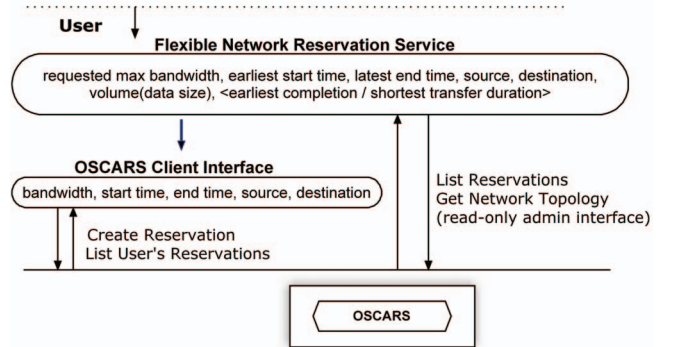 User
Flexible Network Reservation Service
requested max bandwidth, earliest start time, latest end time, source, destination,
volume(data size), <earliest completion / shortest transfer duration>
OSCARS Client Interface
bandwidth, start time, end time, source, destination
List Reservations
Get Network Topology
(read-only admin interface)
Create Reservation
List User's Reservations
OSCARS